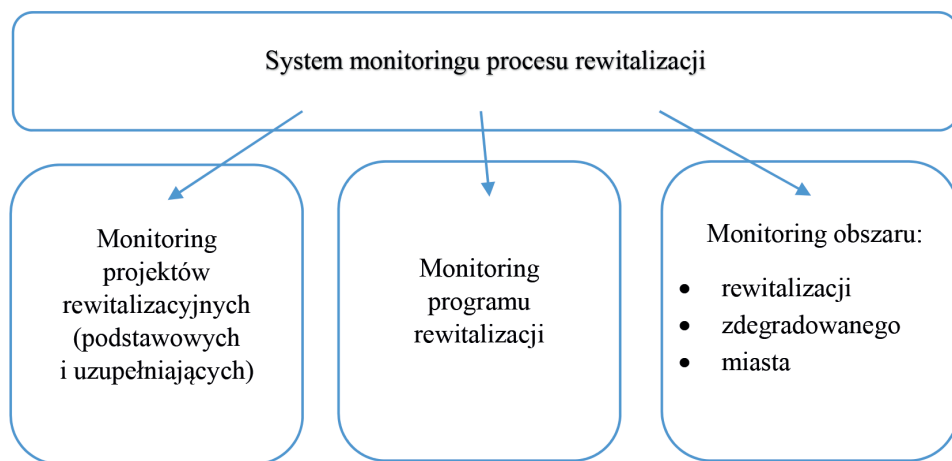 System monitoringu procesu rewitalizacji
Monitoring
projektów
rewitalizacyjnych
(podstawowych
i uzupełniających)
Monitoring
programu
rewitalizacji
Monitoring obszaru:
• rewitalizacji
• zdegradowanego
• miasta